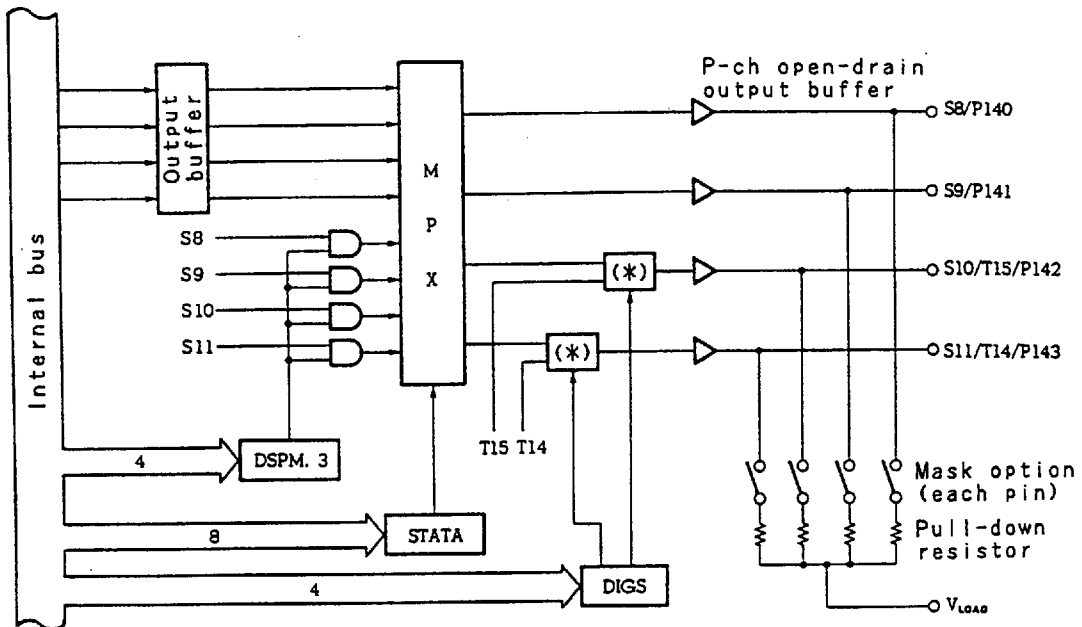 P-ch open-drain
output buffer
S8/P140
Output
buffer
M
P
X
S9/P141
S8
S9
S10
S11
(*)
S10/T15/P142
(*)
S11/T14/P143
Internal bus
T15 T14
4
DSPM. 3
Mask option
(each pin)
8
STATA
Pull-down
resistor
4
DIGS
VLOAD